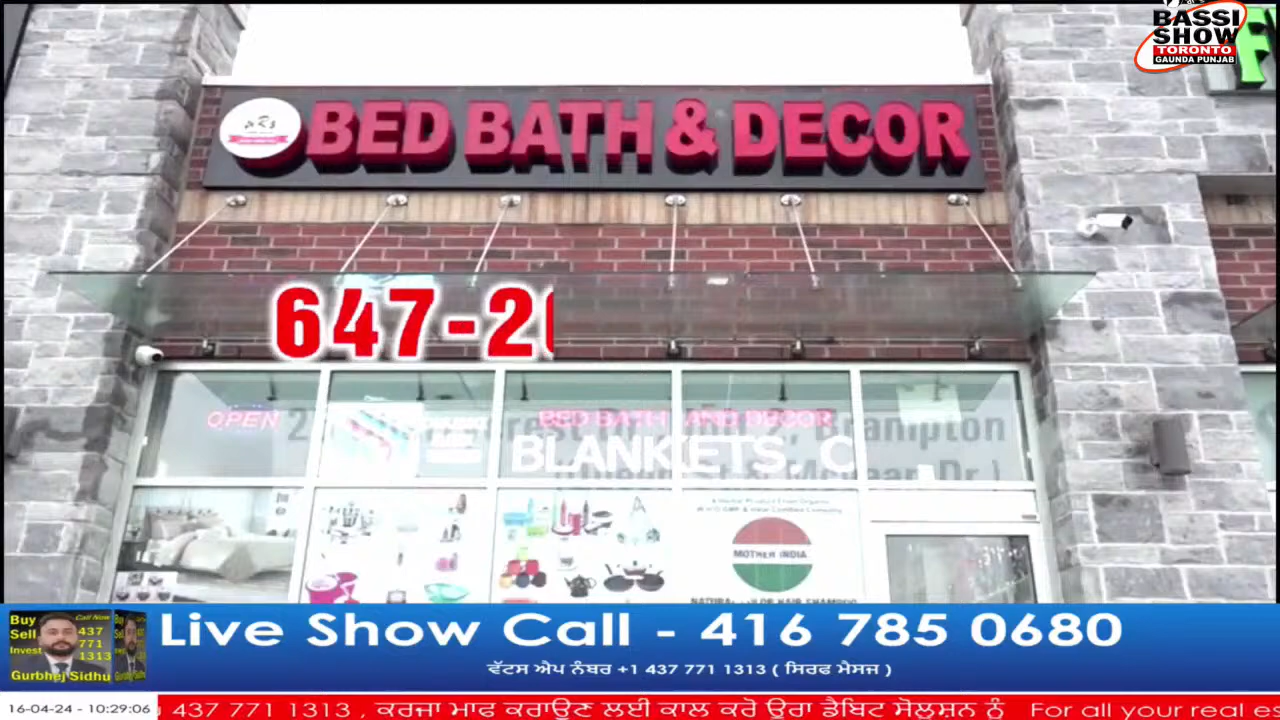 BASSI
SHOW
TORONTO
GAUNDA PUNJAB
BED BATH & DECOR
647-2
OPEN
BED BATH AND DECOR
Brampton
BLANKETS, C
MOTHER INDIA
Buy
Sell
Invest
Call Now
437
771
1313
Gurbhej Sidhu
Live Show Call - 416 785 0680
ਵੱਟਸ ਐਪ ਨੰਬਰ +1 437 771 1313 ( ਸਿਰਫ ਮੈਸਜ )
16-04-24 - 10:29:06
437 771 1313 , ਕਰਜਾ ਮਾਫ ਕਰਾਉਣ ਲਈ ਕਾਲ ਕਰੋ ਉਰਾ ਡੈਬਿਟ ਸੋਲੂਸ਼ਨ ਨੂੰ For all your real es